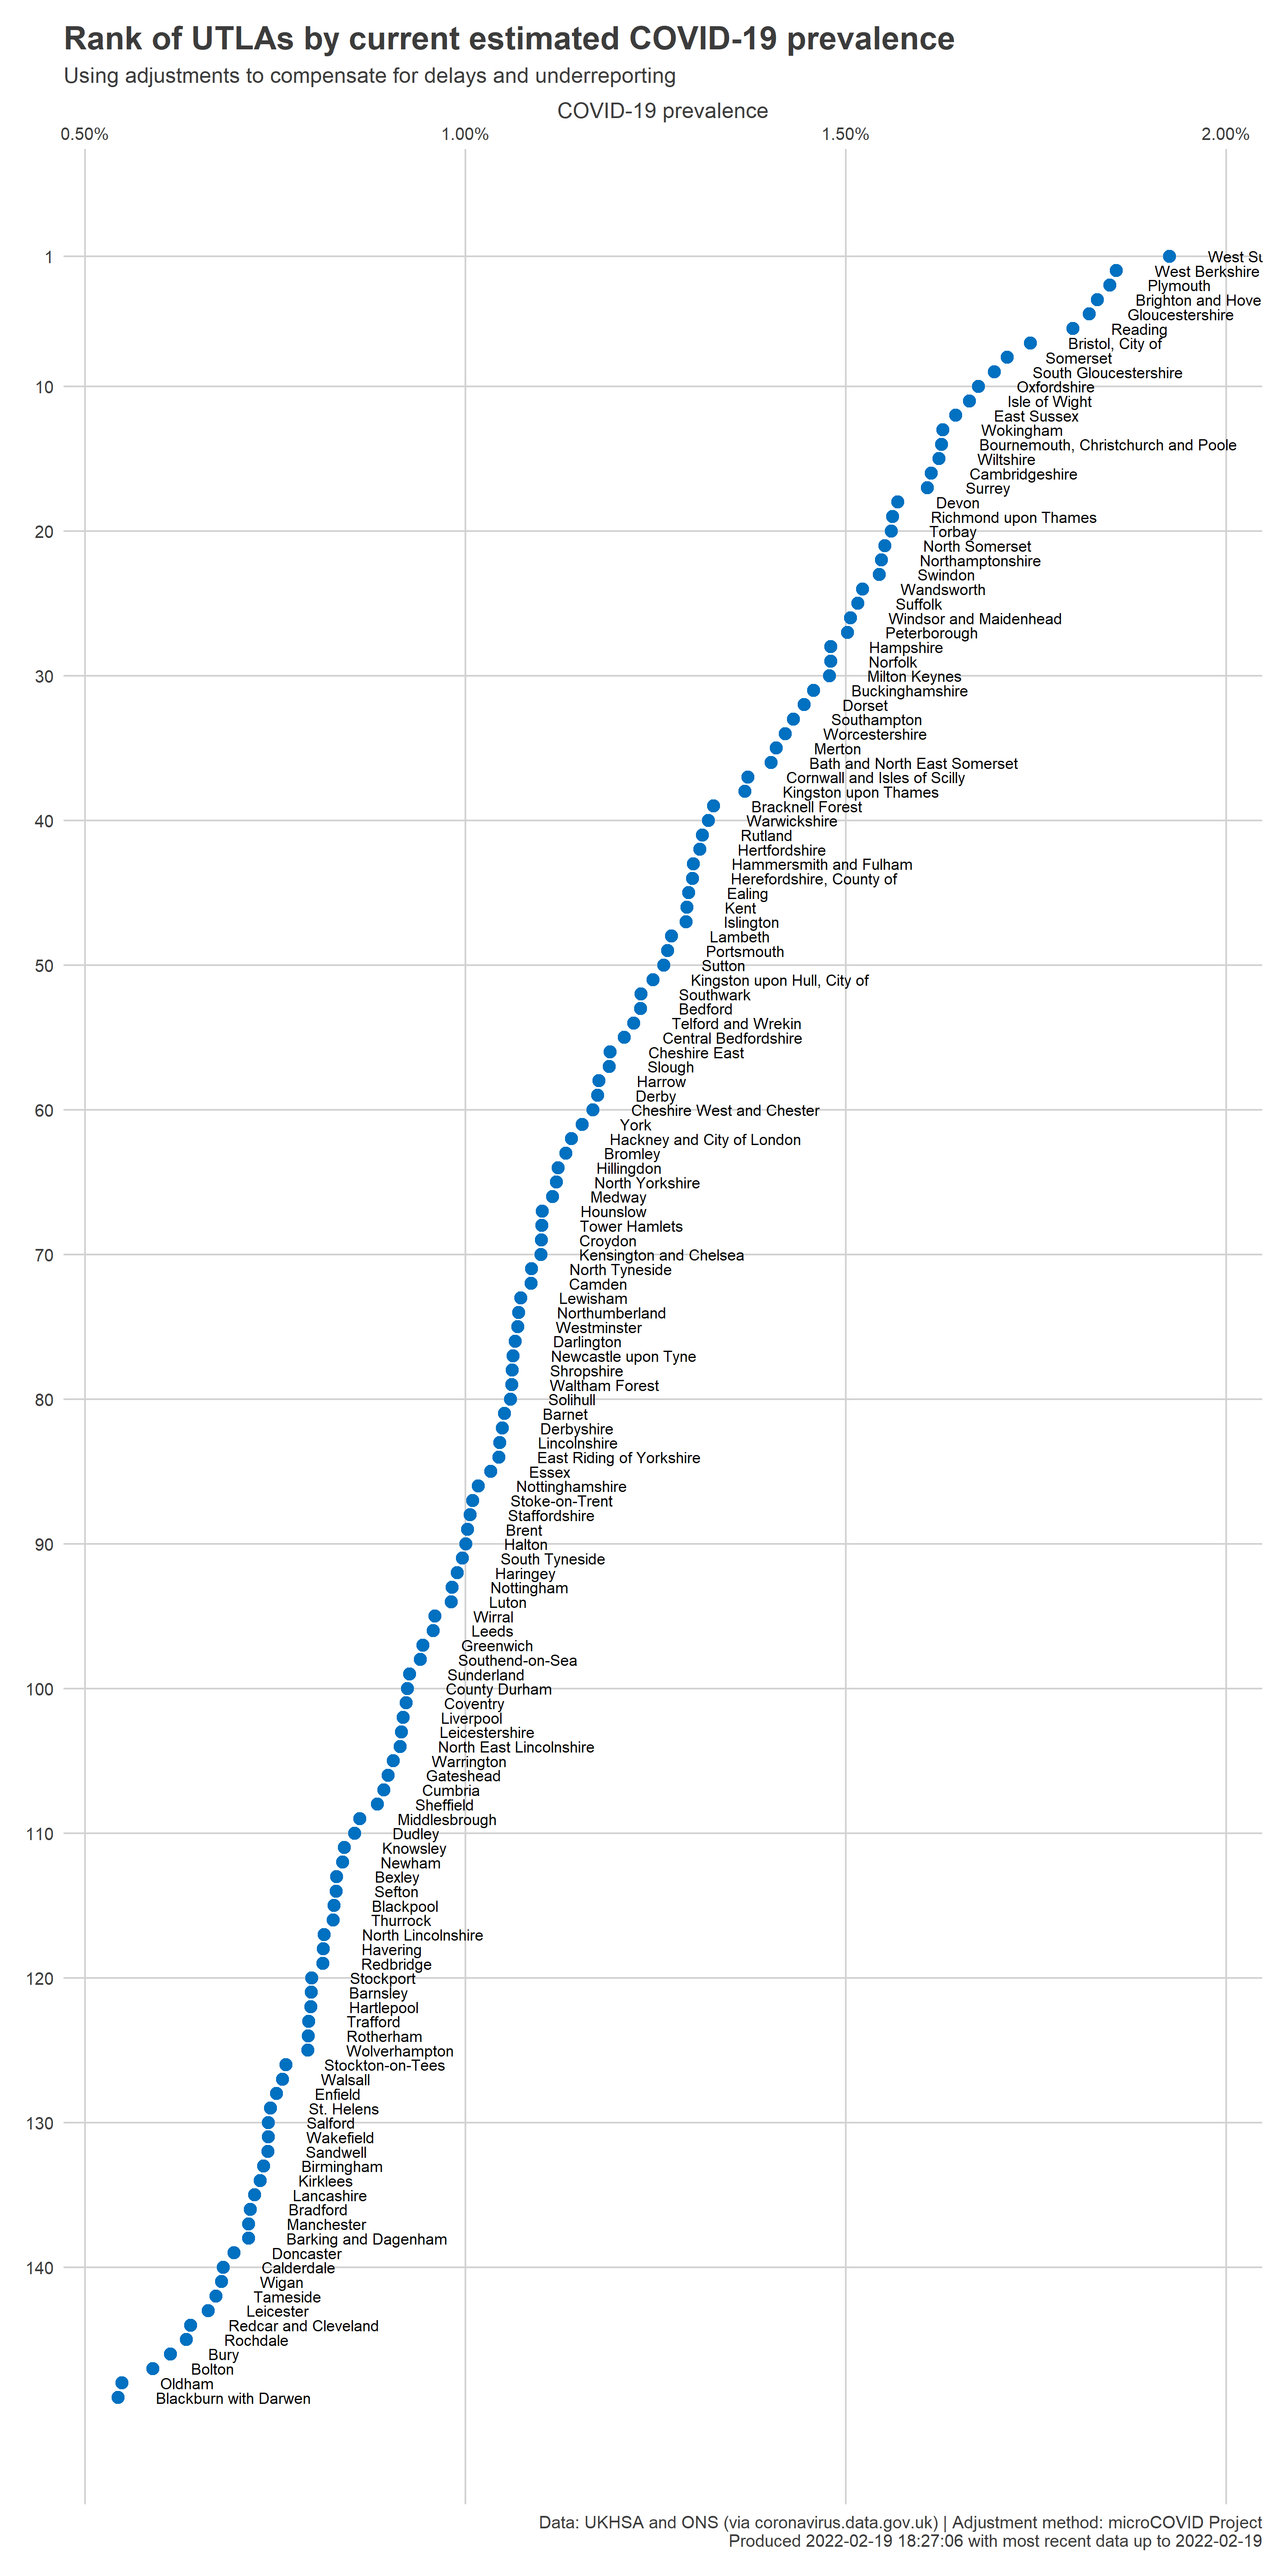 Rank of UTLAs by current estimated COVID-19 prevalence
Using adjustments to compensate for delays and underreporting
COVID-19 prevalence
0.50% 1.00% 1.50% 2.00%
1 West Su
West Berkshire
Plymouth
Brighton and Hove
Gloucestershire
Reading
Bristol, City of
Somerset
South Gloucestershire
10 Oxfordshire
Isle of Wight
East Sussex
Wokingham
Bournemouth, Christchurch and Poole
Wiltshire
Cambridgeshire
Surrey
Devon
Richmond upon Thames
20 Torbay
North Somerset
Northamptonshire
Swindon
Wandsworth
Suffolk
Windsor and Maidenhead
Peterborough
Hampshire
Norfolk
30 Milton Keynes
Buckinghamshire
Dorset
Southampton
Worcestershire
Merton
Bath and North East Somerset
Cornwall and Isles of Scilly
Kingston upon Thames
Bracknell Forest
40 Warwickshire
Rutland
Hertfordshire
Hammersmith and Fulham
Herefordshire, County of
Ealing
Kent
Islington
Lambeth
Portsmouth
50 Sutton
Kingston upon Hull, City of
Southwark
Bedford
Telford and Wrekin
Central Bedfordshire
Cheshire East
Slough
Harrow
Derby
60 Cheshire West and Chester
York
Hackney and City of London
Bromley
Hillingdon
North Yorkshire
Medway
Hounslow
Tower Hamlets
Croydon
70 Kensington and Chelsea
North Tyneside
Camden
Lewisham
Northumberland
Westminster
Darlington
Newcastle upon Tyne
Shropshire
Waltham Forest
80 Solihull
Barnet
Derbyshire
Lincolnshire
East Riding of Yorkshire
Essex
Nottinghamshire
Stoke-on-Trent
Staffordshire
Brent
90 Halton
South Tyneside
Haringey
Nottingham
Luton
Wirral
Leeds
Greenwich
Southend-on-Sea
Sunderland
100 County Durham
Coventry
Liverpool
Leicestershire
North East Lincolnshire
Warrington
Gateshead
Cumbria
Sheffield
Middlesbrough
110 Dudley
Knowsley
Newham
Bexley
Sefton
Blackpool
Thurrock
North Lincolnshire
Havering
Redbridge
120 Stockport
Barnsley
Hartlepool
Trafford
Rotherham
Wolverhampton
Stockton-on-Tees
Walsall
Enfield
St. Helens
130 Salford
Wakefield
Sandwell
Birmingham
Kirklees
Lancashire
Bradford
Manchester
Barking and Dagenham
Doncaster
140 Calderdale
Wigan
Tameside
Leicester
Redcar and Cleveland
Rochdale
Bury
Bolton
Oldham
Blackburn with Darwen
Data: UKHSA and ONS (via coronavirus.data.gov.uk) | Adjustment method: microCOVID Project
Produced 2022-02-19 18:27:06 with most recent data up to 2022-02-19